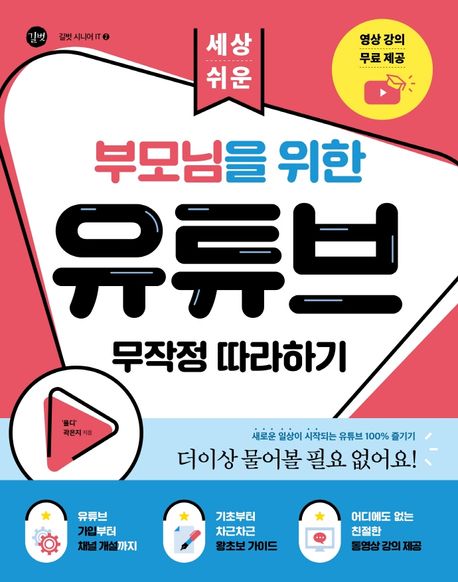 길벗
길벗 시니어 IT ②
세상
쉬운
영상 강의
무료 제공
부모님을 위한
유튜브
무작정 따라하기
'율디'
곽은지 지음
새로운 일상이 시작되는 유튜브 100% 즐기기
더이상 물어볼 필요 없어요!
유튜브
가입부터
채널 개설까지
기초부터
차근차근
왕초보 가이드
어디에도 없는
친절한
동영상 강의 제공